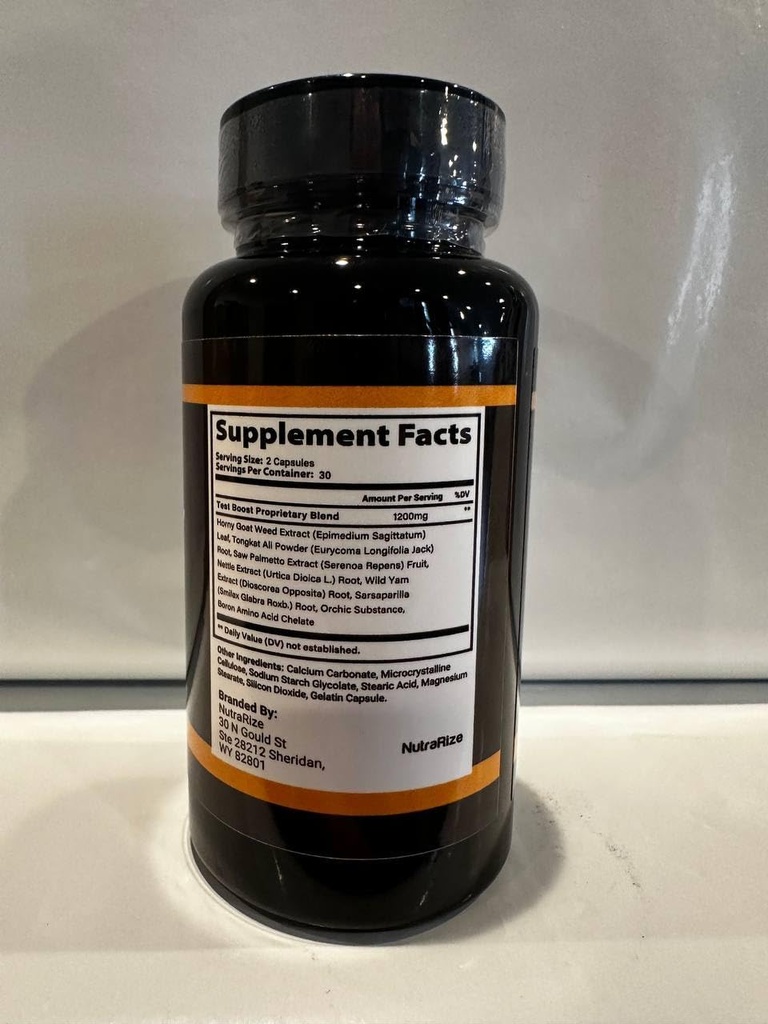 Supplement Facts
Serving Size: 2 Capsules
Servings Per Container: 30
Amount Per Serving %DV
Test Boost Proprietary Blend 1200mg **
Horny Goat Weed Extract (Epimedium Sagittatum)
Leaf, Tongkat Ali Powder (Eurycoma Longifolia Jack)
Root, Saw Palmetto Extract (Serenoa Repens) Fruit,
Nettle Extract (Urtica Dioica L.) Root, Wild Yam
Extract (Dioscorea Opposita) Root, Sarsaparilla
(Smilax Glabra Roxb.) Root, Orchic Substance,
Boron Amino Acid Chelate
** Daily Value (DV) not established.
Other Ingredients: Calcium Carbonate, Microcrystalline
Cellulose, Sodium Starch Glycolate, Stearic Acid, Magnesium
Stearate, Silicon Dioxide, Gelatin Capsule.
Branded By:
NutraRize
30 N Gould St
Ste 28212 Sheridan,
WY 82801
NutraRize